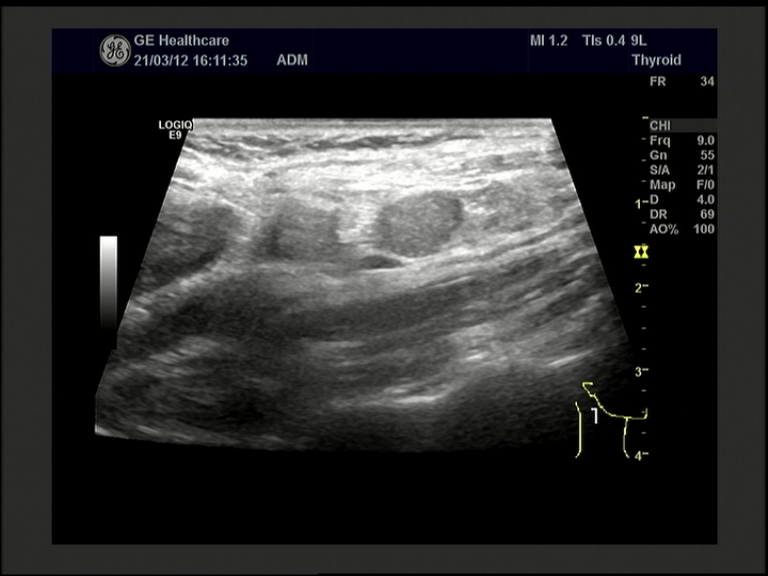 GE Healthcare
21/03/12 16:11:35 ADM
MI 1.2 TIs 0.4 9L
Thyroid
FR 34
LOGIQ
E9
CHI
Frq 9.0
Gn 55
S/A 2/1
Map F/0
D 4.0
DR 69
AO% 100
1
2
3
4